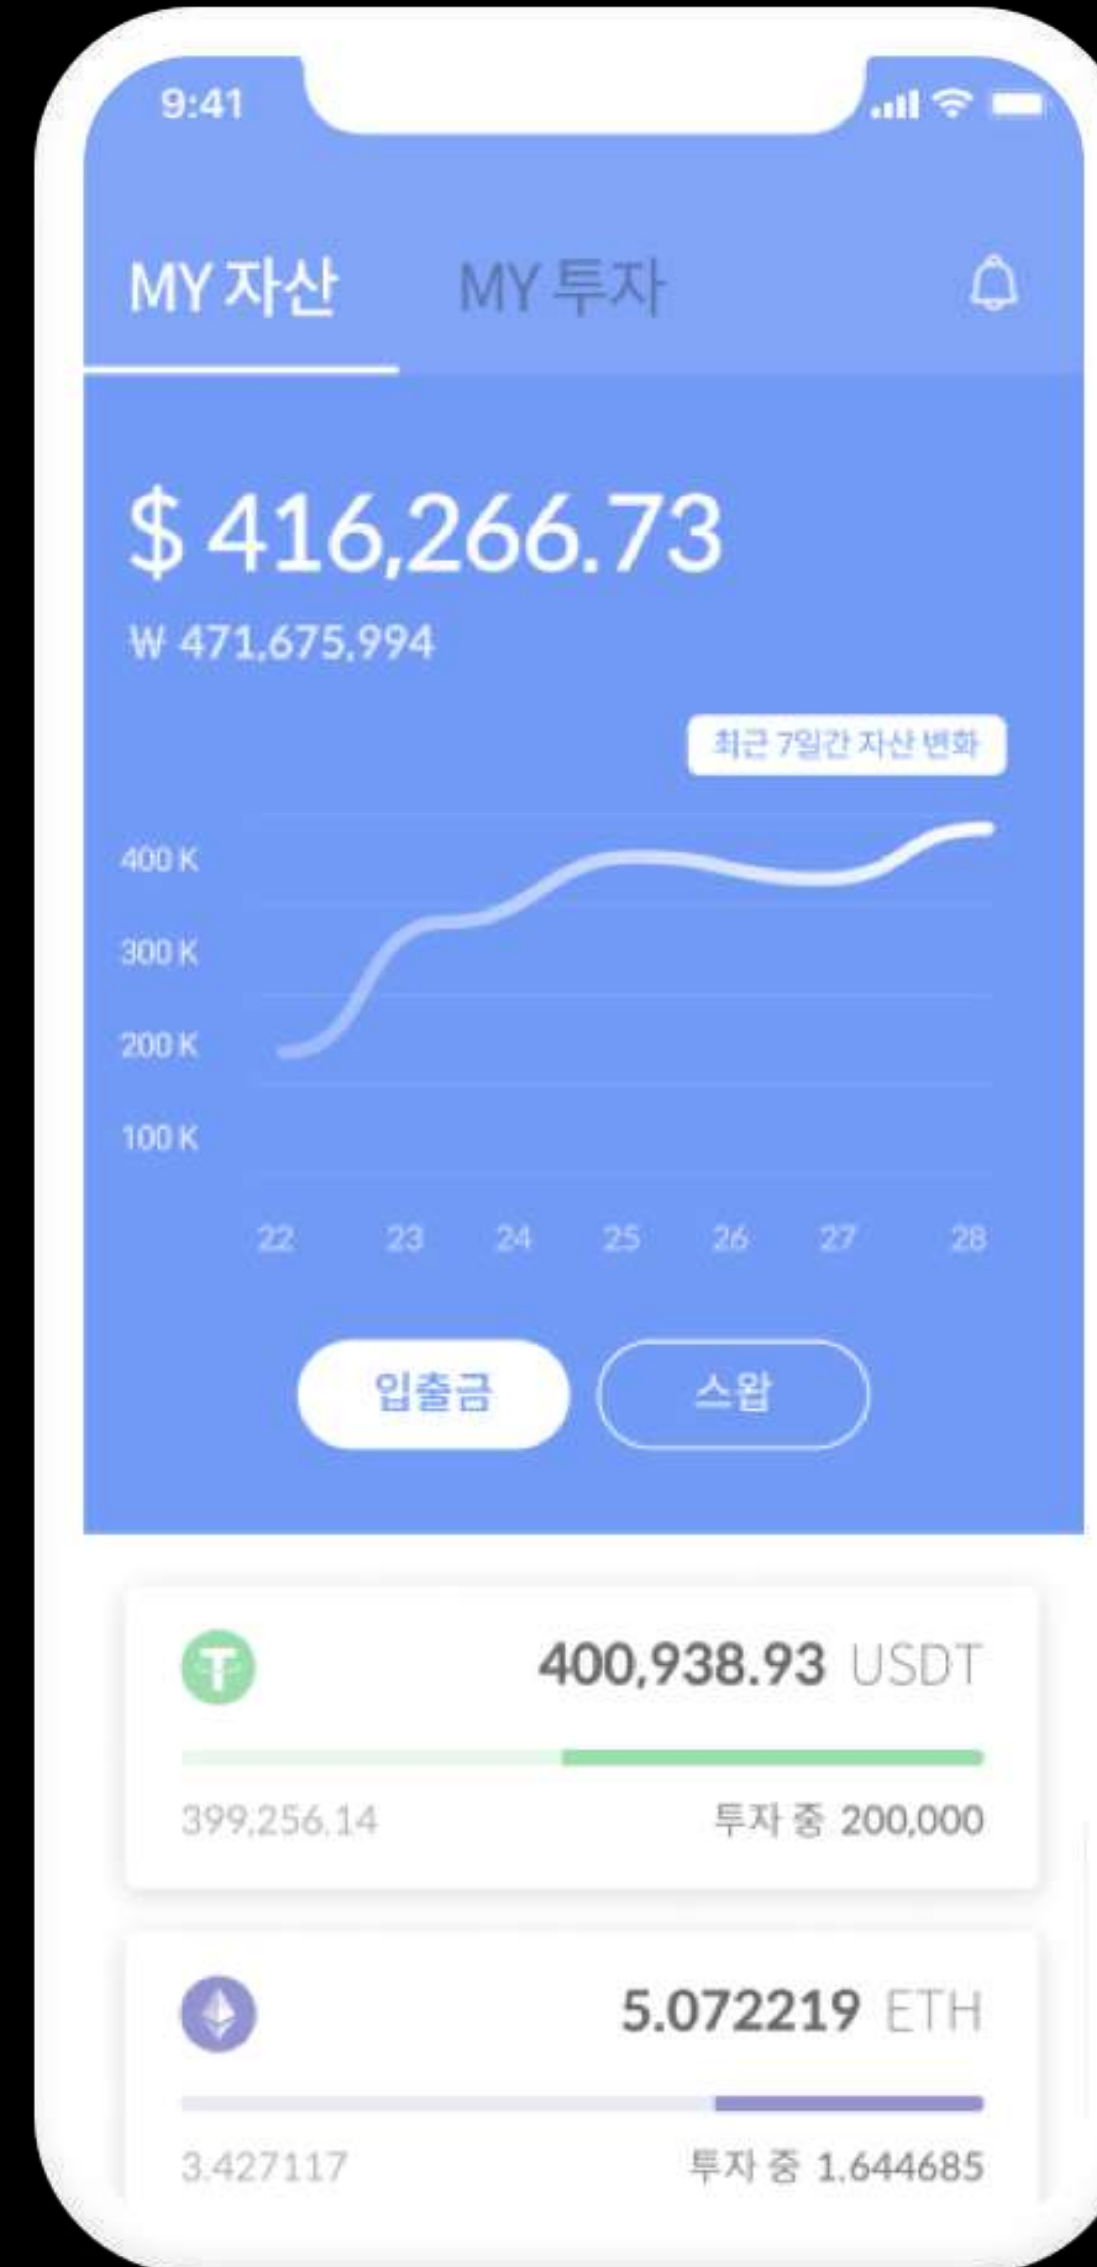 9:41
MY 자산 MY 투자
$ 416,266.73
₩ 471,675,994
최근 7일간 자산 변화
400 K
300 K
200 K
100 K
22 23 24 25 26 27 28
입출금 스왑
400,938.93 USDT
399,256.14 투자 중 200,000
5.072219 ETH
3.427117 투자 중 1.644685